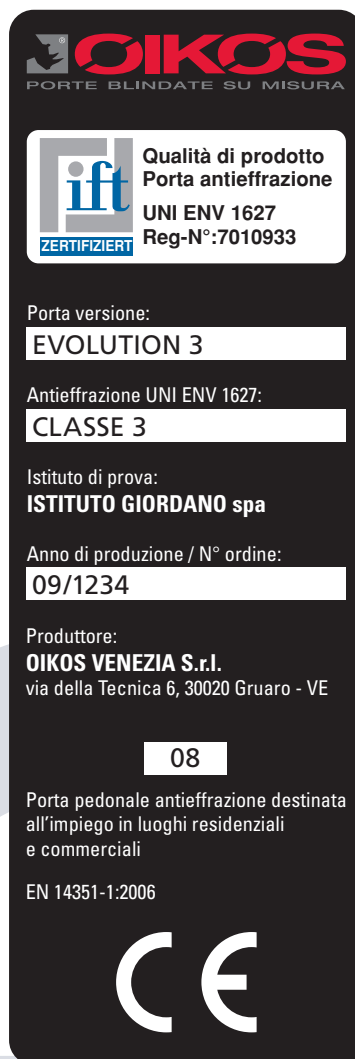 OIKOS
PORTE BLINDATE SU MISURA
ift
ZERTIFIZIERT
Qualità di prodotto
Porta antieffrazione
UNI ENV 1627
Reg-N°:7010933
Porta versione:
EVOLUTION 3
Antieffrazione UNI ENV 1627:
CLASSE 3
Istituto di prova:
ISTITUTO GIORDANO spa
Anno di produzione / N° ordine:
09/1234
Produttore:
OIKOS VENEZIA S.r.l.
via della Tecnica 6, 30020 Gruaro - VE
08
Porta pedonale antieffrazione destinata
all'impiego in luoghi residenziali
e commerciali
EN 14351-1:2006
CE